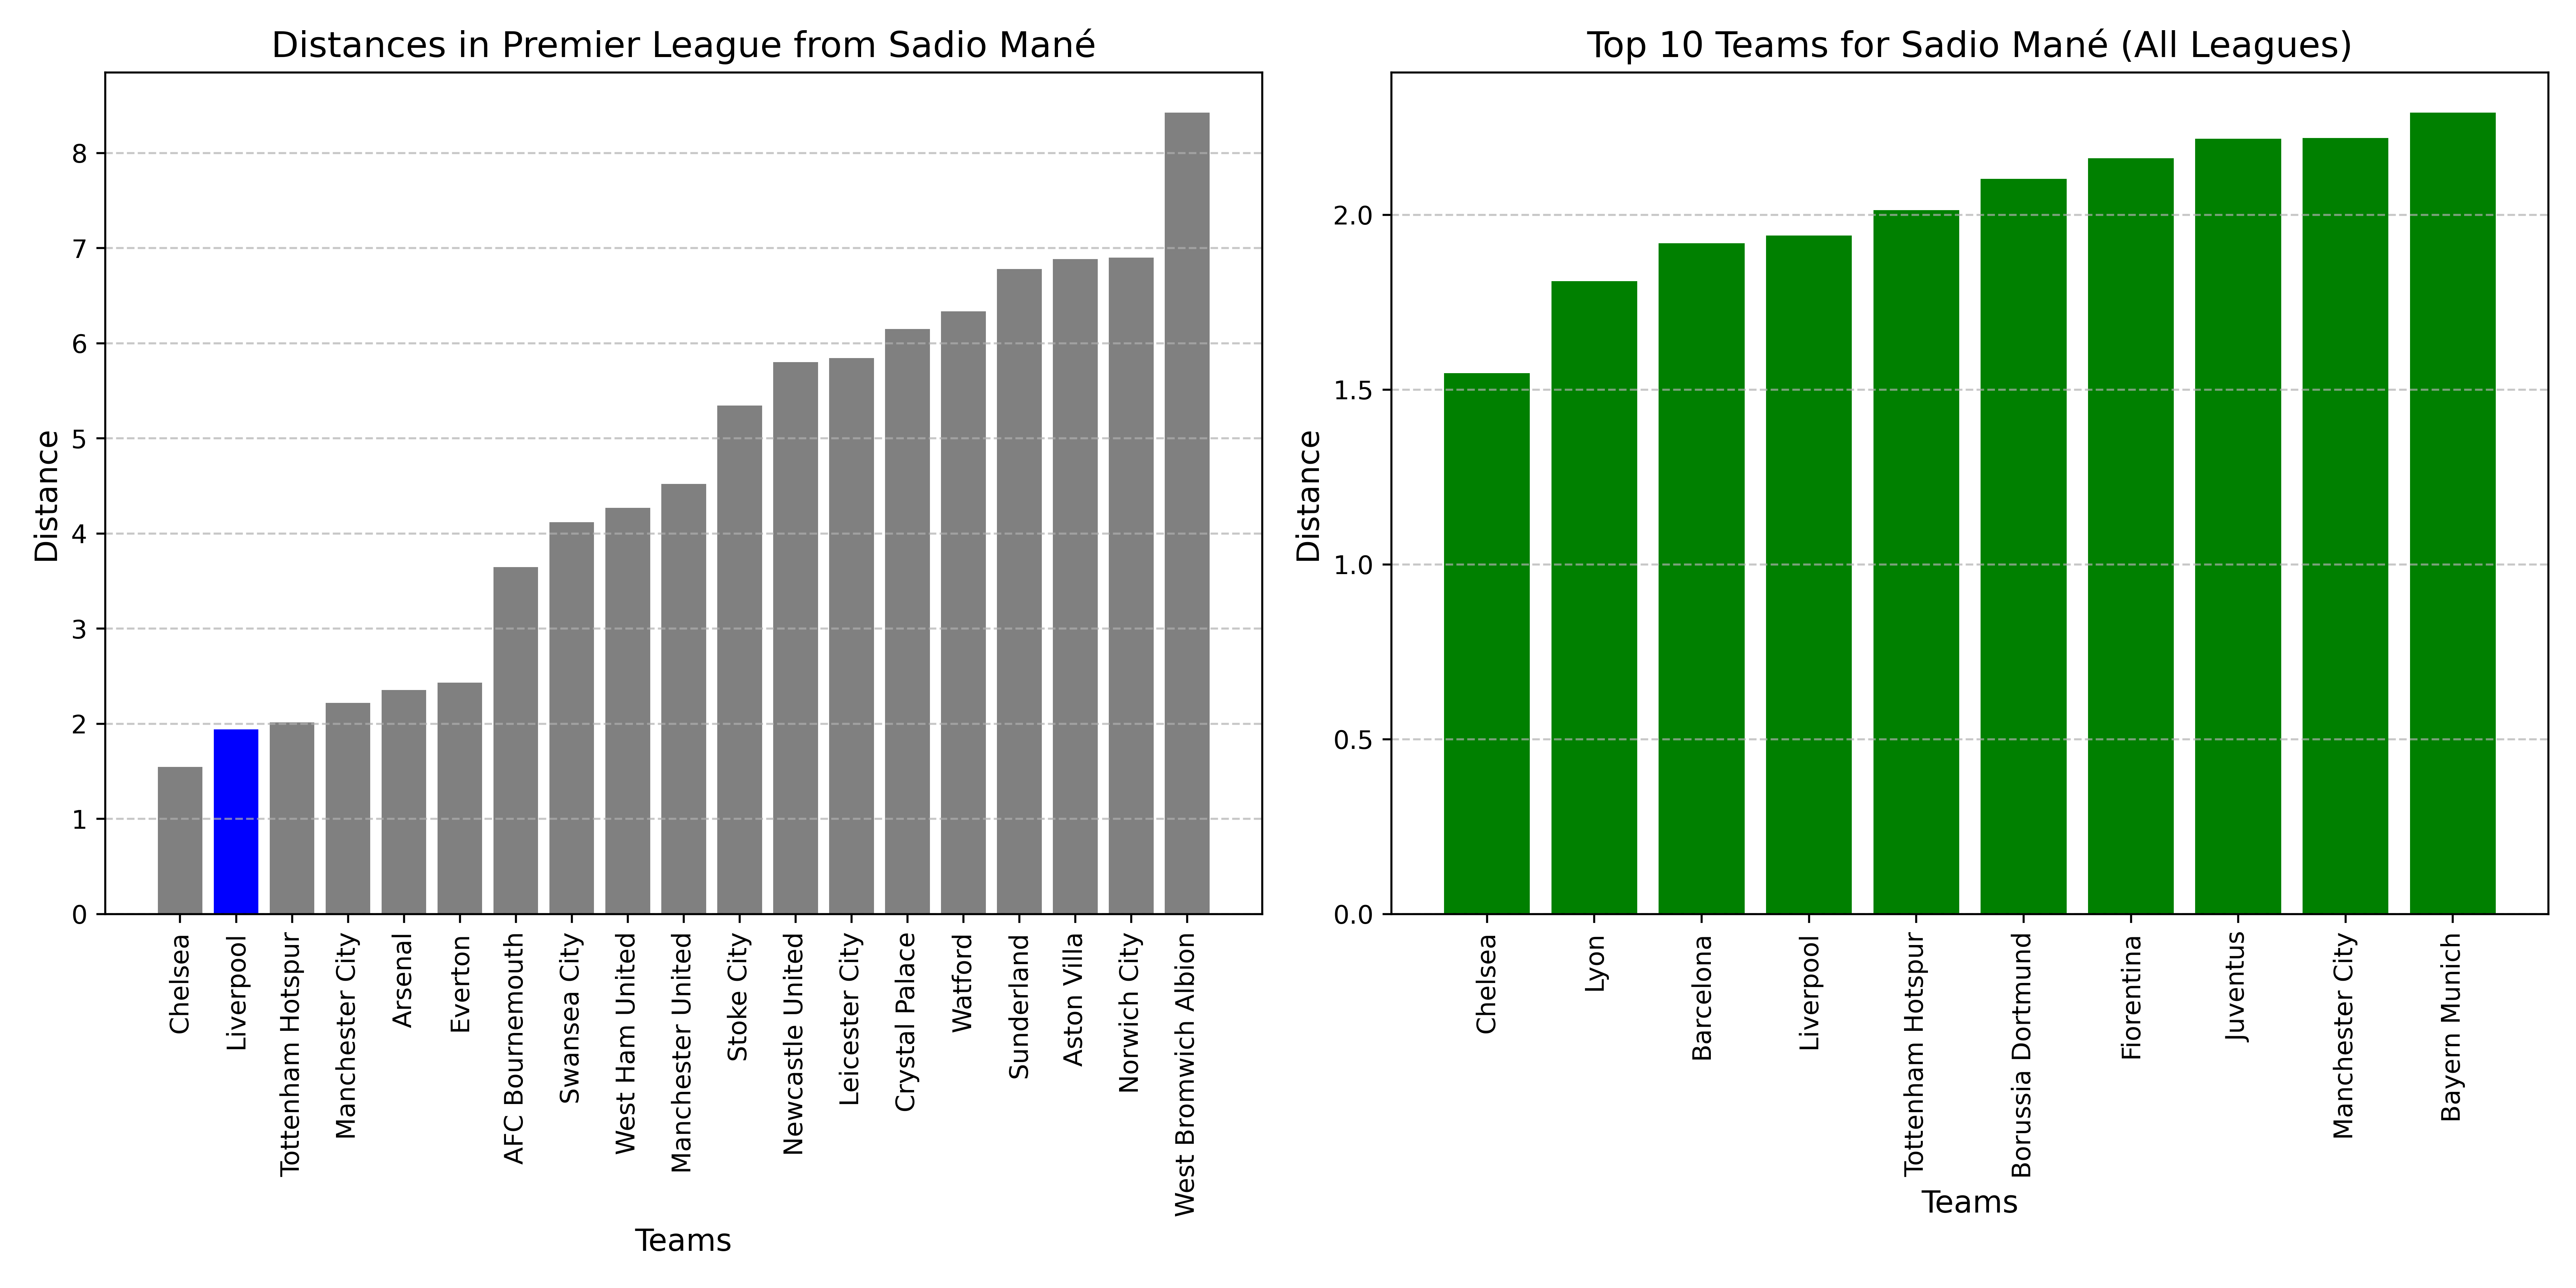 Distances in Premier League from Sadio Mané
Distance
8
7
6
5
4
3
2
1
0
Chelsea
Liverpool
Tottenham Hotspur
Manchester City
Arsenal
Everton
AFC Bournemouth
Swansea City
West Ham United
Manchester United
Stoke City
Newcastle United
Leicester City
Crystal Palace
Watford
Sunderland
Aston Villa
Norwich City
West Bromwich Albion
Teams
Top 10 Teams for Sadio Mané (All Leagues)
Distance
2.0
1.5
1.0
0.5
0.0
Chelsea
Lyon
Barcelona
Liverpool
Tottenham Hotspur
Borussia Dortmund
Fiorentina
Juventus
Manchester City
Bayern Munich
Teams